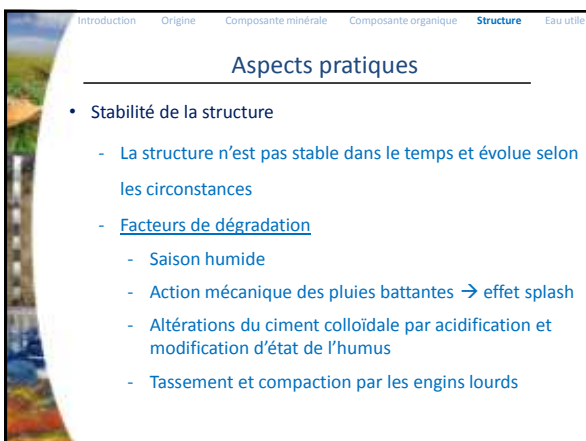 Introduction Origine Composante minérale Composante organique Structure Eau utile
Aspects pratiques
• Stabilité de la structure
- La structure n'est pas stable dans le temps et évolue selon
les circonstances
- Facteurs de dégradation
- Saison humide
- Action mécanique des pluies battantes → effet splash
- Altérations du ciment colloïdale par acidification et
modification d'état de l'humus
- Tassement et compaction par les engins lourds